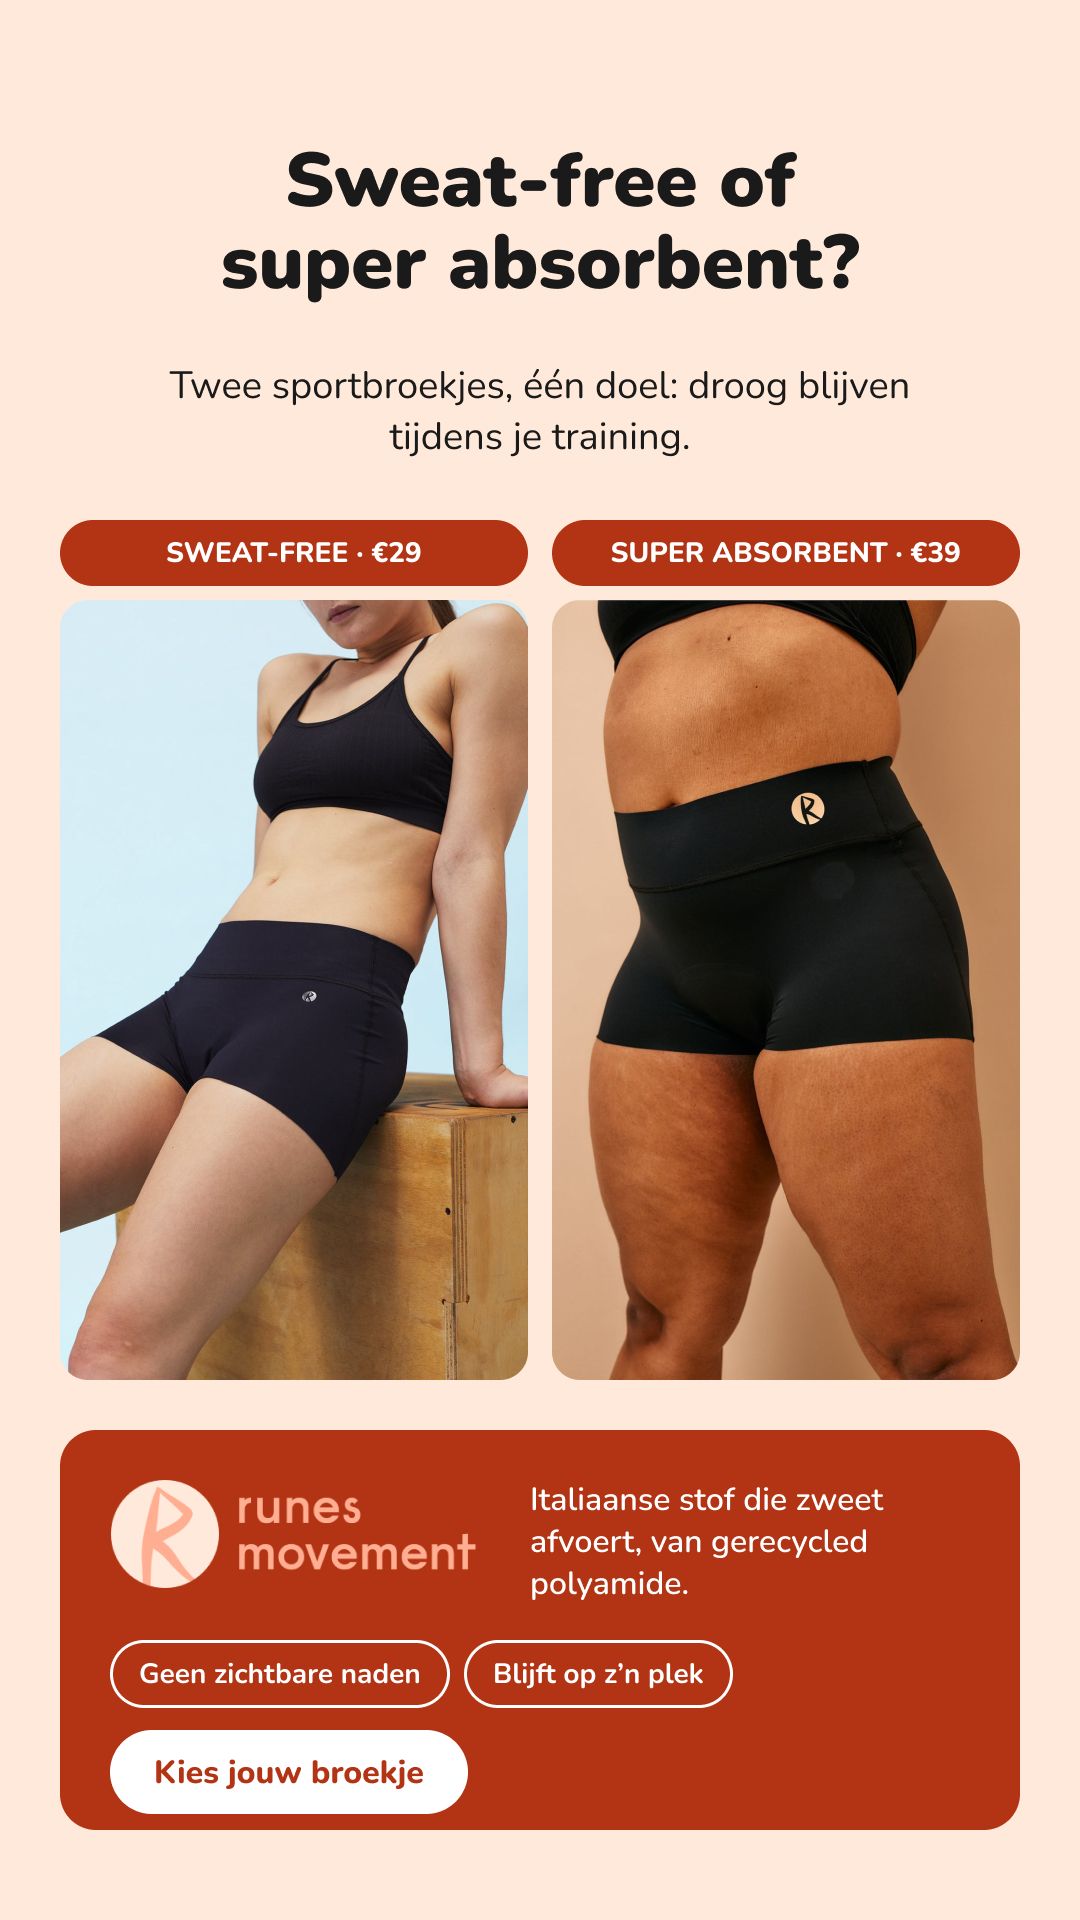 Sweat-free of
super absorbent?
Twee sportbroekjes, één doel: droog blijven
tijdens je training.
SWEAT-FREE · €29
SUPER ABSORBENT · €39
R
R
R
runes
movement
Italiaanse stof die zweet
afvoert, van gerecycled
polyamide.
Geen zichtbare naden
Blijft op z’n plek
Kies jouw broekje